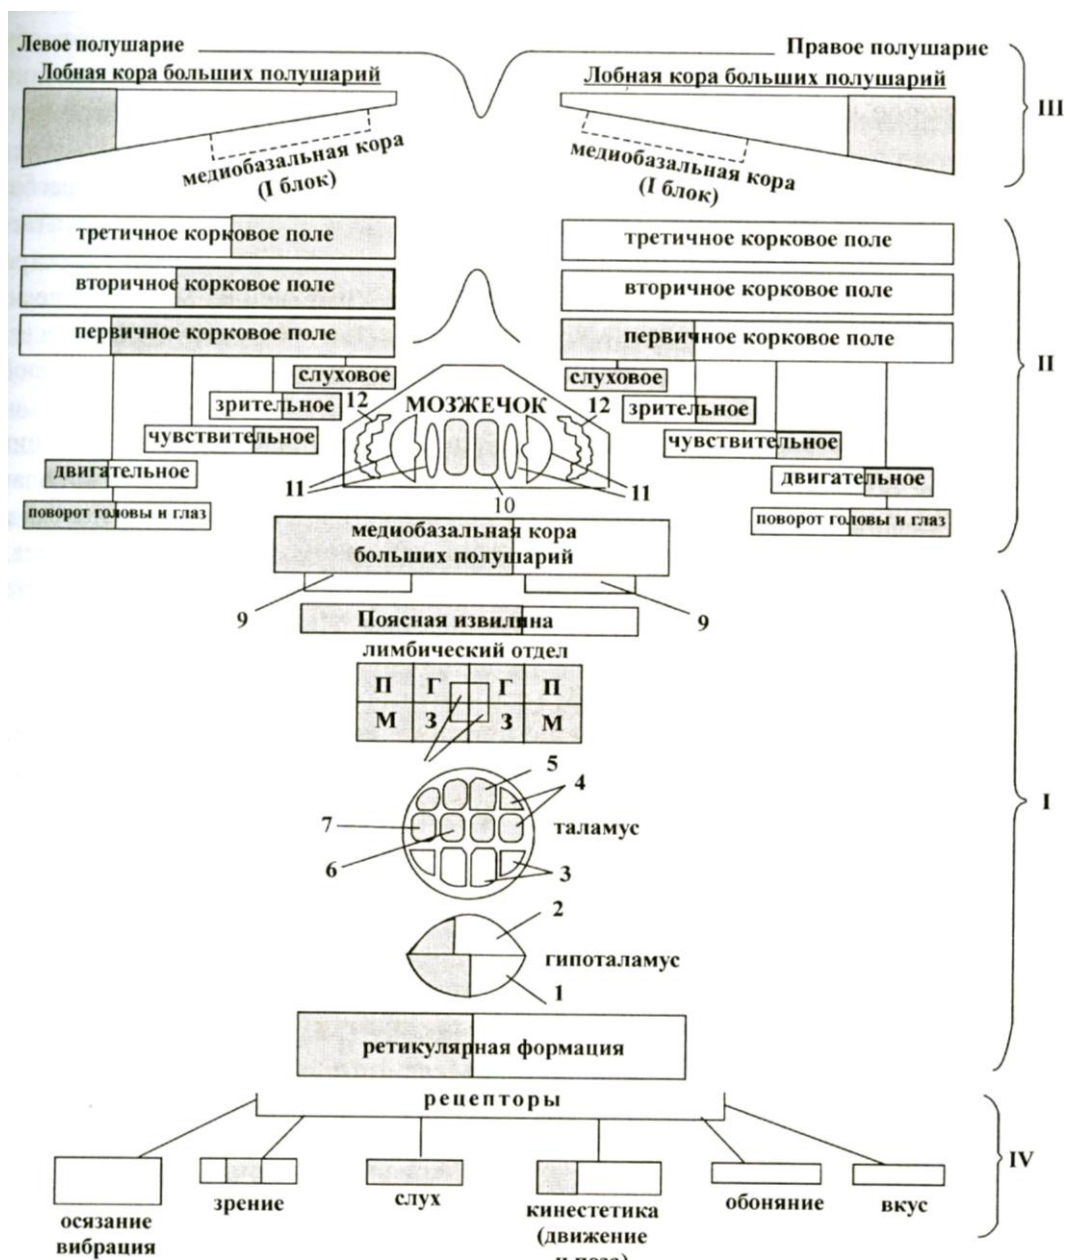 Левое полушарие
Правое полушарие
Лобная кора больших полушарий
Лобная кора больших полушарий
III
медиобазальная кора
(I блок)
медиобазальная кора
(I блок)
третичное корковое поле
третичное корковое поле
вторичное корковое поле
вторичное корковое поле
первичное корковое поле
первичное корковое поле
II
слуховое
слуховое
зрительное
12
МОЗЖЕЧОК
12
зрительное
чувствительное
чувствительное
двигательное
двигательное
11
10
11
поворот головы и глаз
поворот головы и глаз
медиобазальная кора
больших полушарий
9
9
Поясная извилина
лимбический отдел
П Г Г П
М З З М
5
4
I
7
таламус
6
3
2
гипоталамус
1
ретикулярная формация
рецепторы
IV
зрение
слух
обоняние
вкус
осязание
вибрация
кинестетика
(движение
и поза)